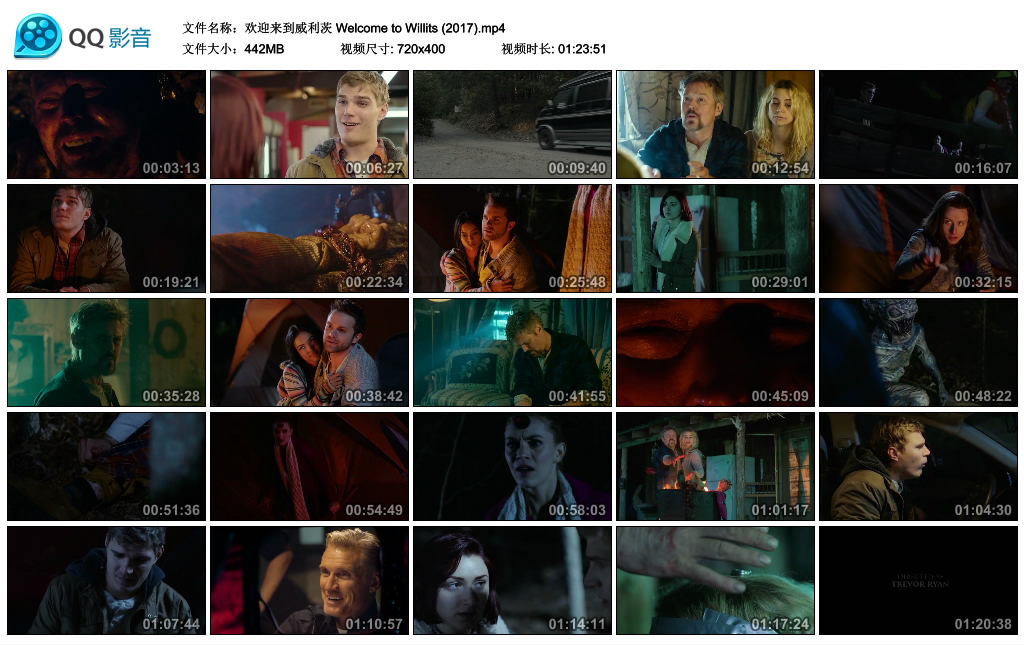 QQ 影音
文件名称: 欢迎来到威利茨 Welcome to Willits (2017).mp4
文件大小: 442MB 视频尺寸: 720x400 视频时长: 01:23:51
00:03:13 00:06:27 00:09:40 00:12:54 00:16:07
00:19:21 00:22:34 00:25:48 00:29:01 00:32:15
00:35:28 00:38:42 00:41:55 00:45:09 00:48:22
00:51:36 00:54:49 00:58:03 01:01:17 01:04:30
DIRECTED BY
TREVOR RYAN
01:07:44 01:10:57 01:14:11 01:17:24 01:20:38